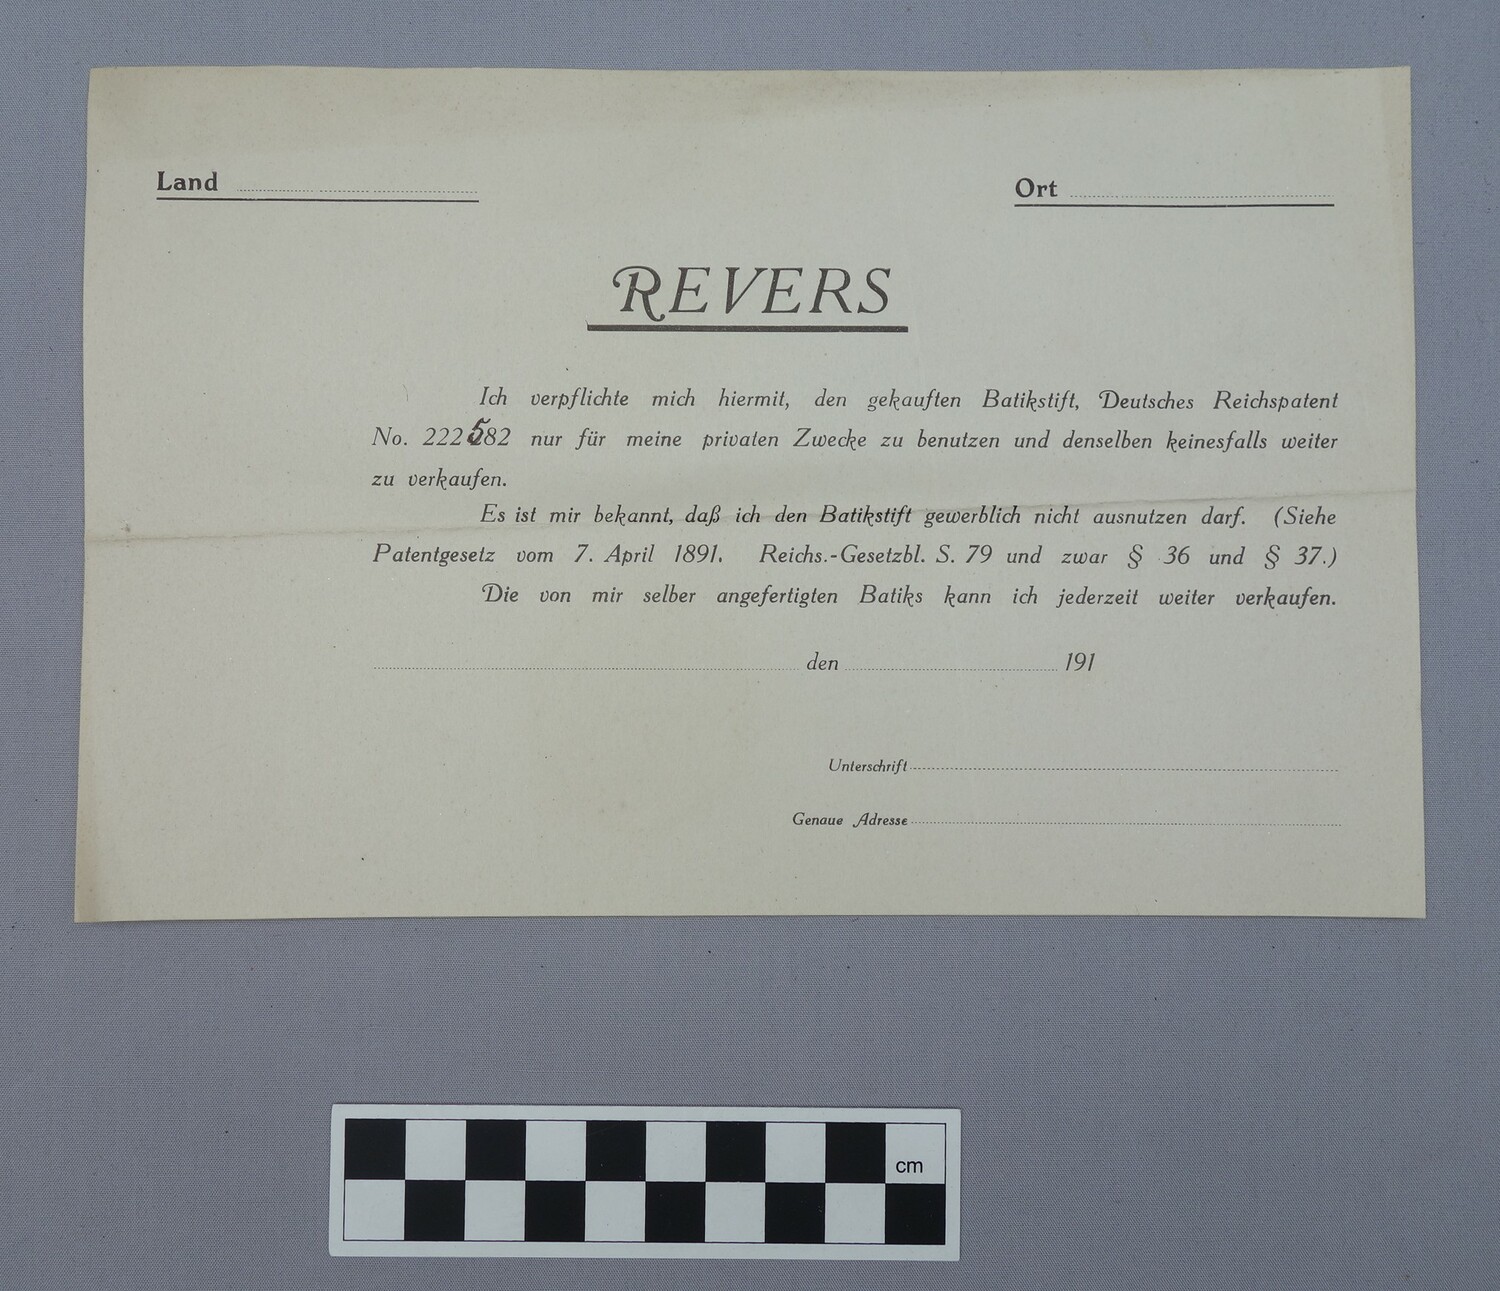 Land
Ort
REVERS
Ich verpflichte mich hiermit, den gekauften Batikstift, Deutsches Reichspatent
No. 222582 nur für meine privaten Zwecke zu benutzen und denselben keinesfalls weiter
zu verkaufen.
Es ist mir bekannt, daß ich den Batikstift gewerblich nicht ausnutzen darf. (Siehe
Patentgesetz vom 7. April 1891. Reichs.-Gesetzbl. S. 79 und zwar § 36 und § 37.)
Die von mir selber angefertigten Batiks kann ich jederzeit weiter verkaufen.
den 191
Unterschrift
Genaue Adresse
cm